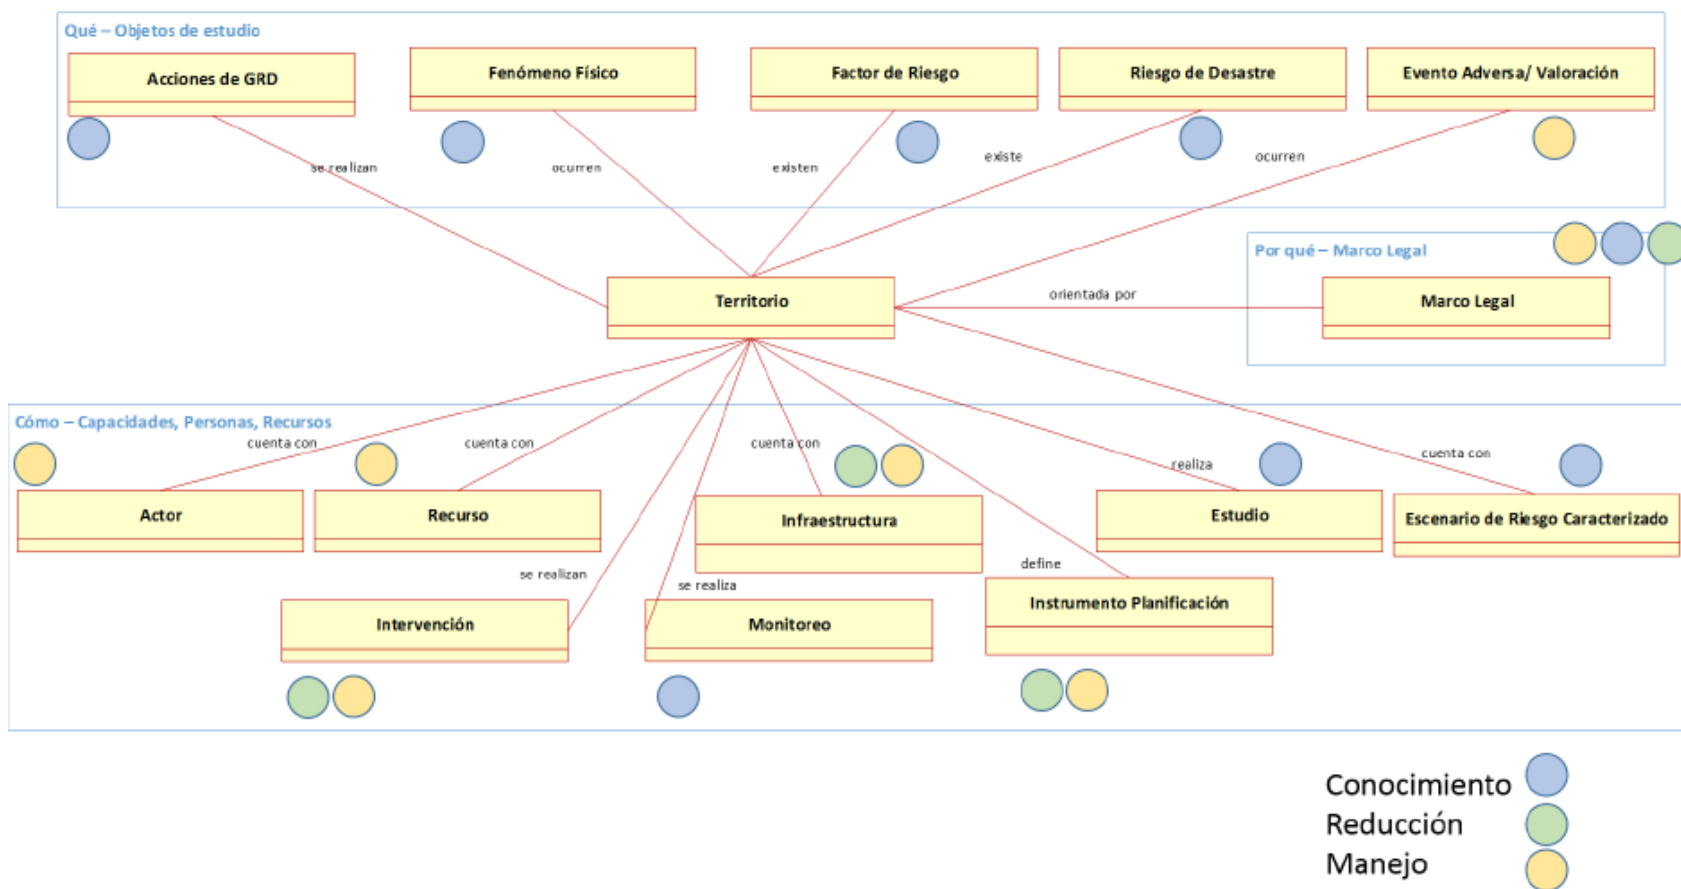 Qué – Objetos de estudio
Acciones de GRD
Fenómeno Físico
Factor de Riesgo
Riesgo de Desastre
Evento Adversa/ Valoración
se realizan
ocurren
existen
existe
ocurren
Por qué – Marco Legal
Territorio
orientada por
Marco Legal
Cómo – Capacidades, Personas, Recursos
cuenta con
cuenta con
cuenta con
realiza
cuenta con
Actor
Recurso
Infraestructura
Estudio
Escenario de Riesgo Caracterizado
se realizan
se realiza
define
Intervención
Monitoreo
Instrumento Planificación
Conocimiento
Reducción
Manejo